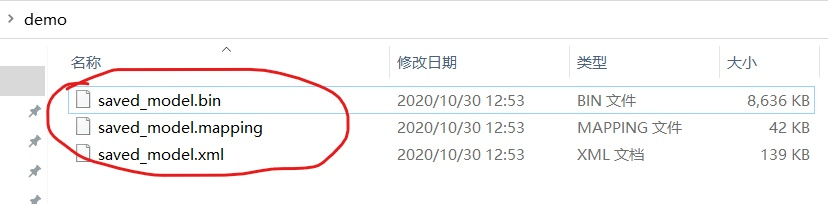 demo
名称 修改日期 类型 大小
saved_model.bin 2020/10/30 12:53 BIN 文件 8,636 KB
saved_model.mapping 2020/10/30 12:53 MAPPING 文件 42 KB
saved_model.xml 2020/10/30 12:53 XML 文档 139 KB